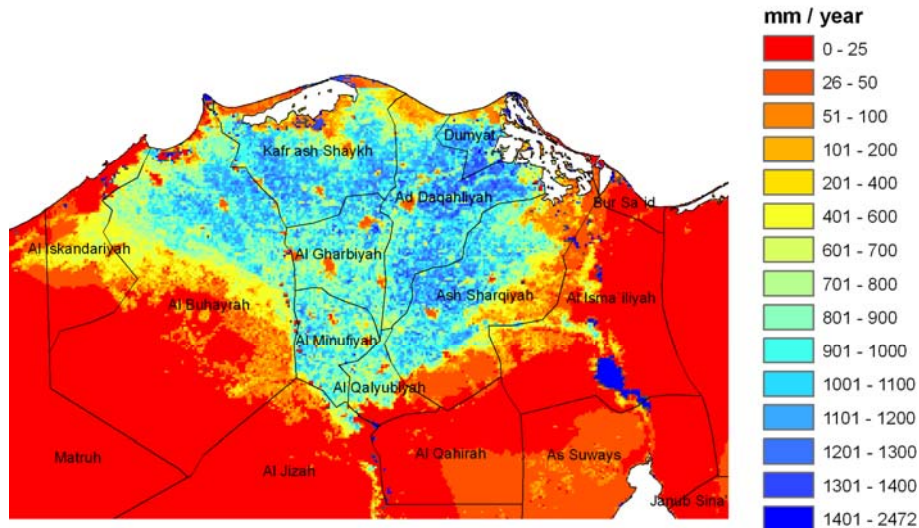 mm / year
0 - 25
26 - 50
51 - 100
101 - 200
201 - 400
401 - 600
601 - 700
701 - 800
801 - 900
901 - 1000
1001 - 1100
1101 - 1200
1201 - 1300
1301 - 1400
1401 - 2472
Dumyat
Kafr ash Shaykh
Ad Daqahliyah
Bur Sa`id
Al Iskandariyah
Al Gharbiyah
Al Buhayrah
Ash Sharqiyah
Al Isma`iliyah
Al Minufiyah
Al Qalyubiyah
Matruh
Al Jizah
Al Qahirah
As Suways
Janub Sina'